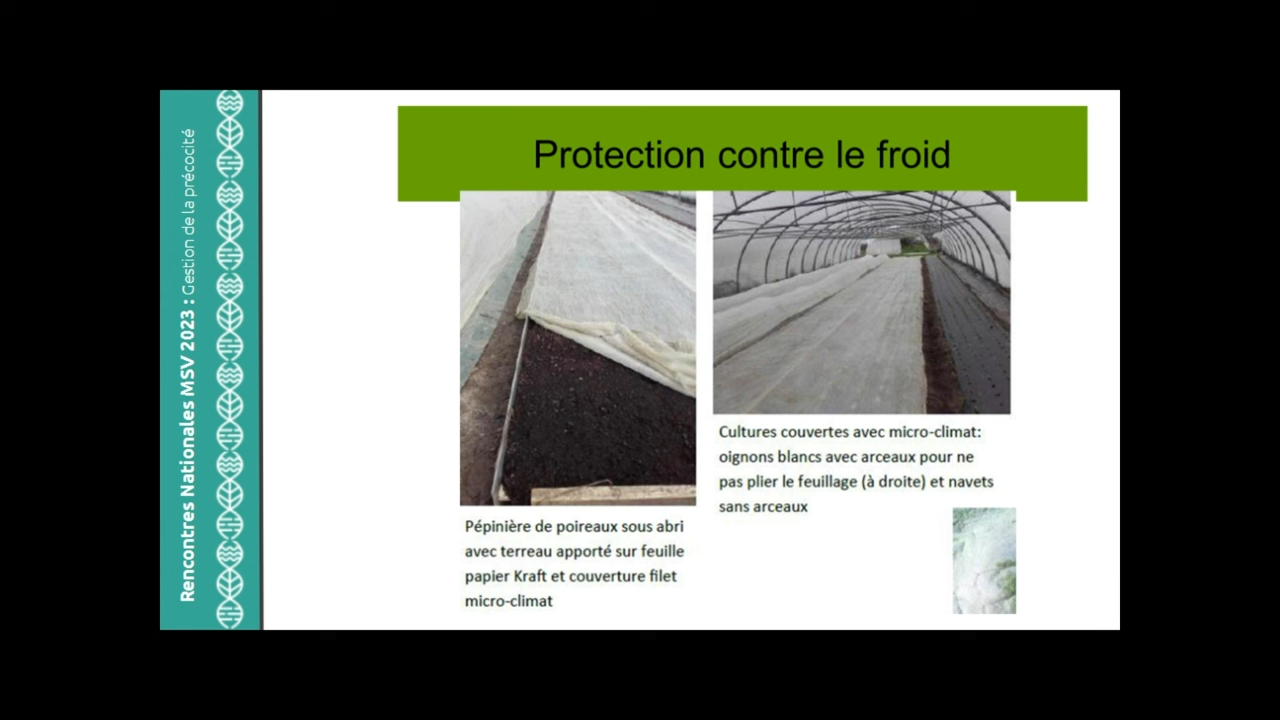 Rencontres Nationales MSV 2023 : Gestion de la précocité
Protection contre le froid
Pépinière de poireaux sous abri
avec terreau apporté sur feuille
papier Kraft et couverture filet
micro-climat
Cultures couvertes avec micro-climat:
oignons blancs avec arceaux pour ne
pas plier le feuillage (à droite) et navets
sans arceaux